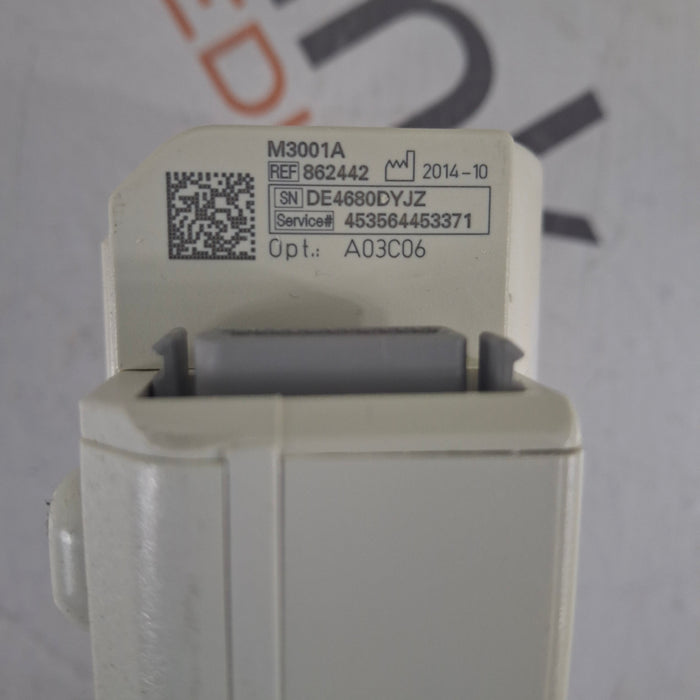 M3001A
REF 862442 2014-10
SN DE4680DYJZ
Service# 453564453371
Opt.: A03C06